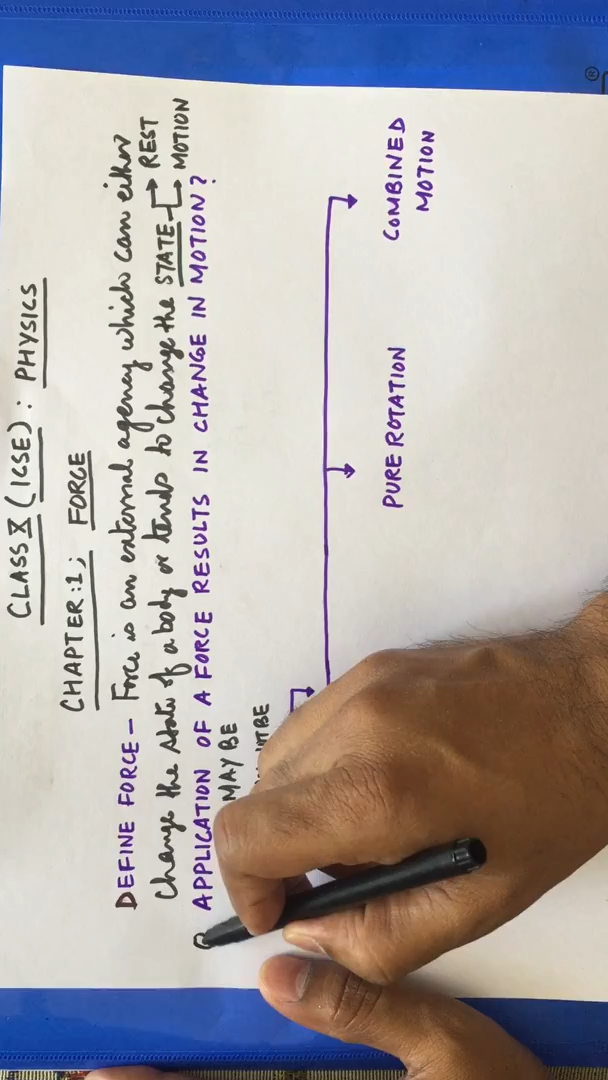 CLASS X (ICSE) : PHYSICS
CHAPTER:1; FORCE
DEFINE FORCE - Force is an external agency which can either
change the state of a body or tends to change the STATE REST
MOTION
APPLICATION OF A FORCE RESULTS IN CHANGE IN MOTION?
MAY BE
BE
PURE ROTATION
COMBINED
MOTION
®